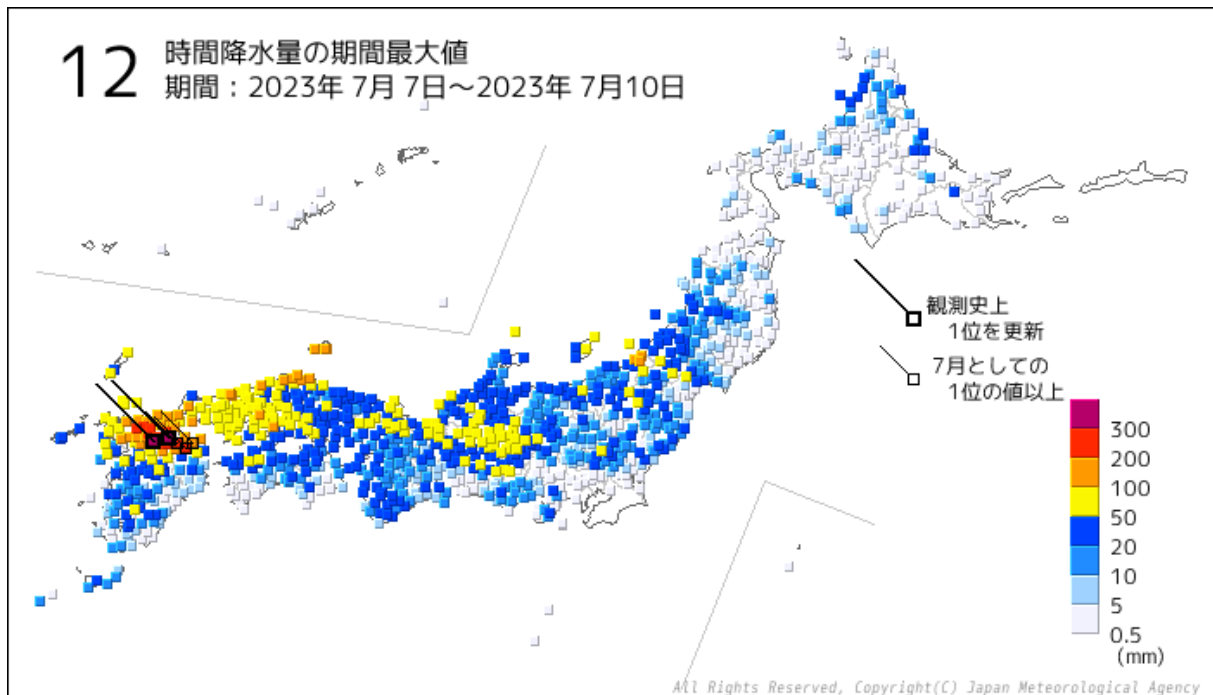 12
時間降水量の期間最大値
期間：2023年 7月 7日～2023年 7月10日
観測史上
1位を更新
7月としての
1位の値以上
300
200
100
50
20
10
5
0.5
(mm)
All Rights Reserved, Copyright(C) Japan Meteorological Agency